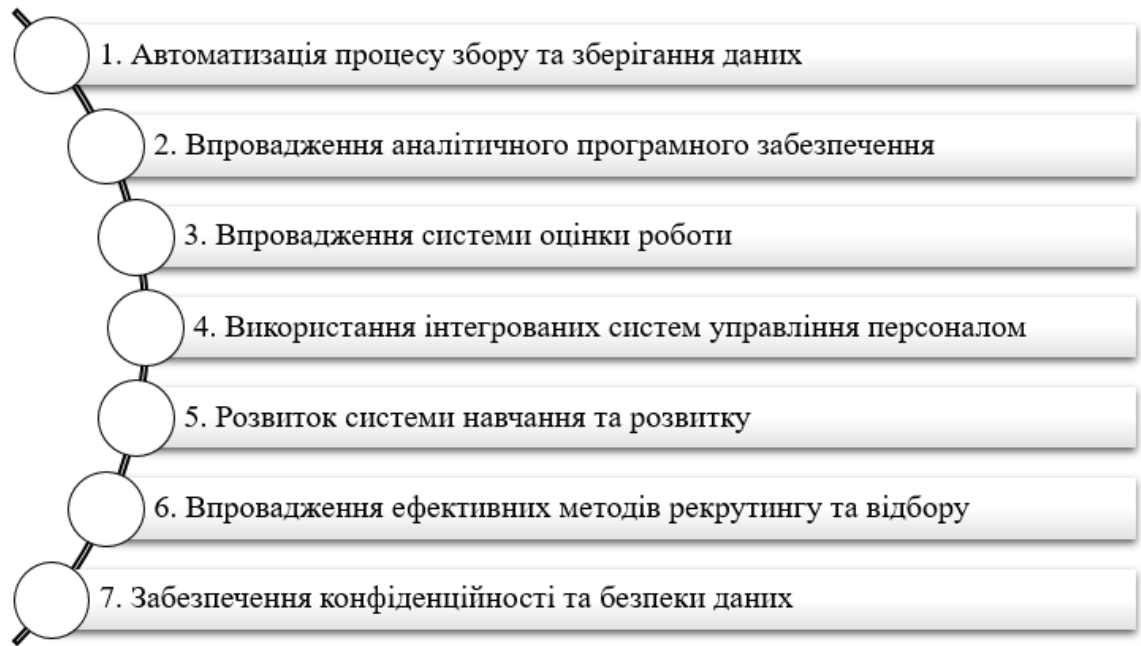 1. Автоматизація процесу збору та зберігання даних
2. Впровадження аналітичного програмного забезпечення
3. Впровадження системи оцінки роботи
4. Використання інтегрованих систем управління персоналом
5. Розвиток системи навчання та розвитку
6. Впровадження ефективних методів рекрутингу та відбору
7. Забезпечення конфіденційності та безпеки даних